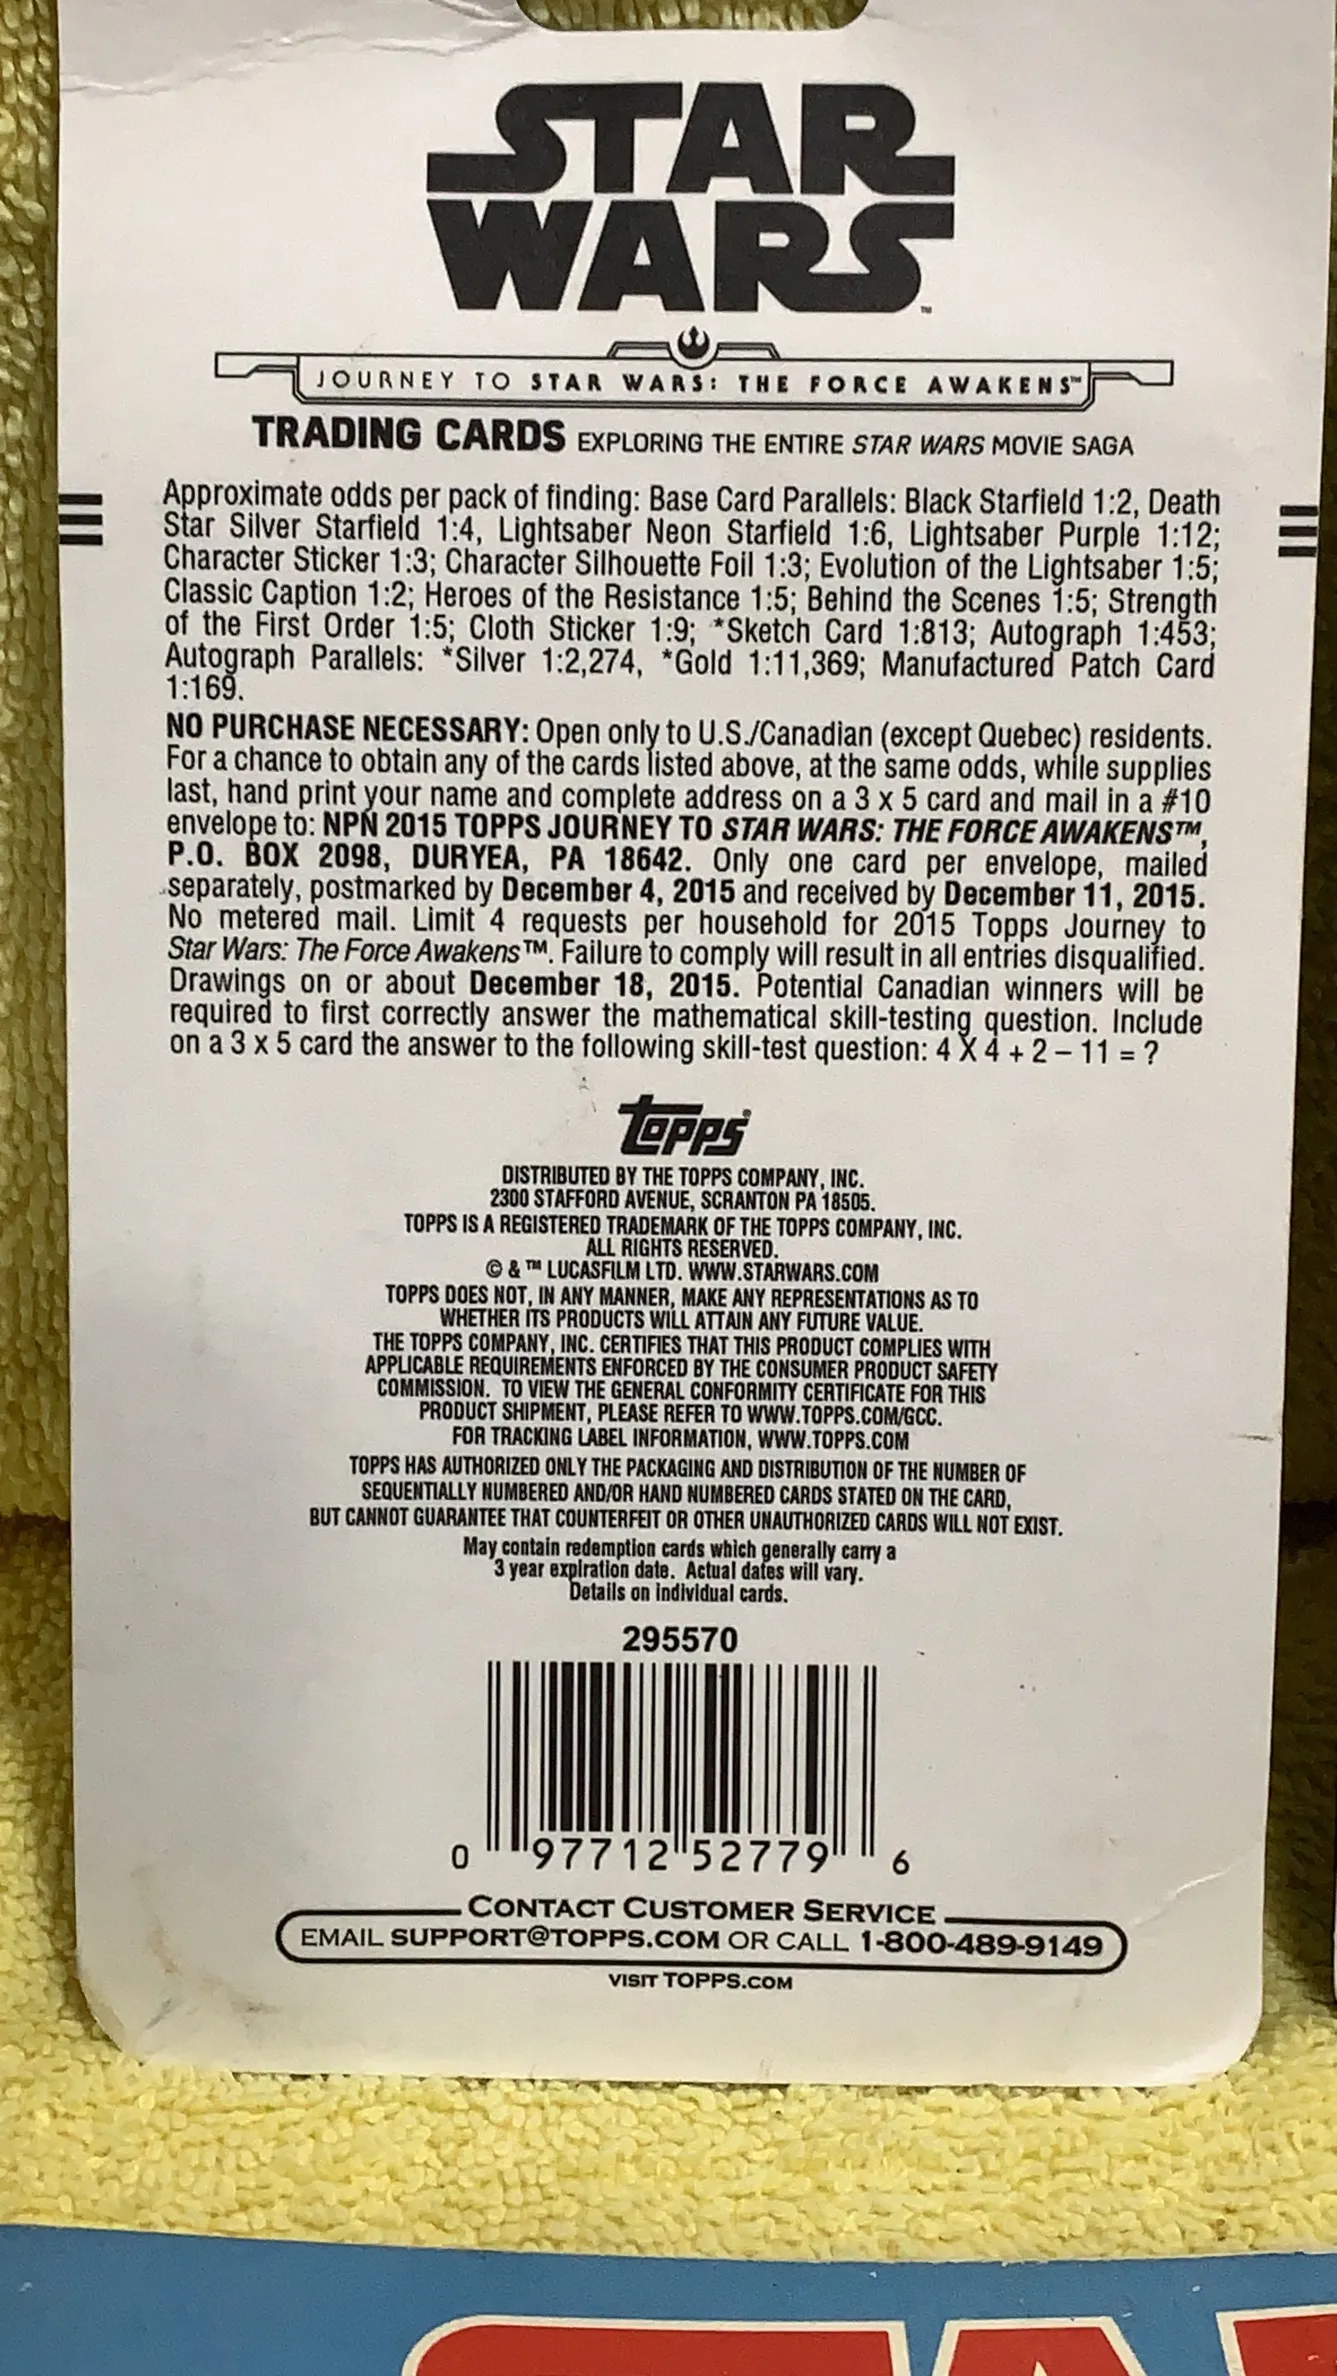 STAR
WARS™
JOURNEY TO STAR WARS: THE FORCE AWAKENS™
TRADING CARDS EXPLORING THE ENTIRE STAR WARS MOVIE SAGA
Approximate odds per pack of finding: Base Card Parallels: Black Starfield 1:2, Death
Star Silver Starfield 1:4, Lightsaber Neon Starfield 1:6, Lightsaber Purple 1:12;
Character Sticker 1:3; Character Silhouette Foil 1:3; Evolution of the Lightsaber 1:5;
Classic Caption 1:2; Heroes of the Resistance 1:5; Behind the Scenes 1:5; Strength
of the First Order 1:5; Cloth Sticker 1:9; *Sketch Card 1:813; Autograph 1:453;
Autograph Parallels: *Silver 1:2,274, *Gold 1:11,369; Manufactured Patch Card
1:169.
NO PURCHASE NECESSARY: Open only to U.S./Canadian (except Quebec) residents.
For a chance to obtain any of the cards listed above, at the same odds, while supplies
last, hand print your name and complete address on a 3 x 5 card and mail in a #10
envelope to: NPN 2015 TOPPS JOURNEY TO STAR WARS: THE FORCE AWAKENS™,
P.O. BOX 2098, DURYEA, PA 18642. Only one card per envelope, mailed
separately, postmarked by December 4, 2015 and received by December 11, 2015.
No metered mail. Limit 4 requests per household for 2015 Topps Journey to
Star Wars: The Force Awakens™. Failure to comply will result in all entries disqualified.
Drawings on or about December 18, 2015. Potential Canadian winners will be
required to first correctly answer the mathematical skill-testing question. Include
on a 3 x 5 card the answer to the following skill-test question: 4 X 4 + 2 – 11 = ?
topps®
DISTRIBUTED BY THE TOPPS COMPANY, INC.
2300 STAFFORD AVENUE, SCRANTON PA 18505.
TOPPS IS A REGISTERED TRADEMARK OF THE TOPPS COMPANY, INC.
ALL RIGHTS RESERVED.
© & ™ LUCASFILM LTD. WWW.STARWARS.COM
TOPPS DOES NOT, IN ANY MANNER, MAKE ANY REPRESENTATIONS AS TO
WHETHER ITS PRODUCTS WILL ATTAIN ANY FUTURE VALUE.
THE TOPPS COMPANY, INC. CERTIFIES THAT THIS PRODUCT COMPLIES WITH
APPLICABLE REQUIREMENTS ENFORCED BY THE CONSUMER PRODUCT SAFETY
COMMISSION. TO VIEW THE GENERAL CONFORMITY CERTIFICATE FOR THIS
PRODUCT SHIPMENT, PLEASE REFER TO WWW.TOPPS.COM/GCC.
FOR TRACKING LABEL INFORMATION, WWW.TOPPS.COM
TOPPS HAS AUTHORIZED ONLY THE PACKAGING AND DISTRIBUTION OF THE NUMBER OF
SEQUENTIALLY NUMBERED AND/OR HAND NUMBERED CARDS STATED ON THE CARD,
BUT CANNOT GUARANTEE THAT COUNTERFEIT OR OTHER UNAUTHORIZED CARDS WILL NOT EXIST.
May contain redemption cards which generally carry a
3 year expiration date. Actual dates will vary.
Details on individual cards.
295570
0 97712 52779 6
CONTACT CUSTOMER SERVICE
EMAIL SUPPORT@TOPPS.COM OR CALL 1-800-489-9149
VISIT TOPPS.COM